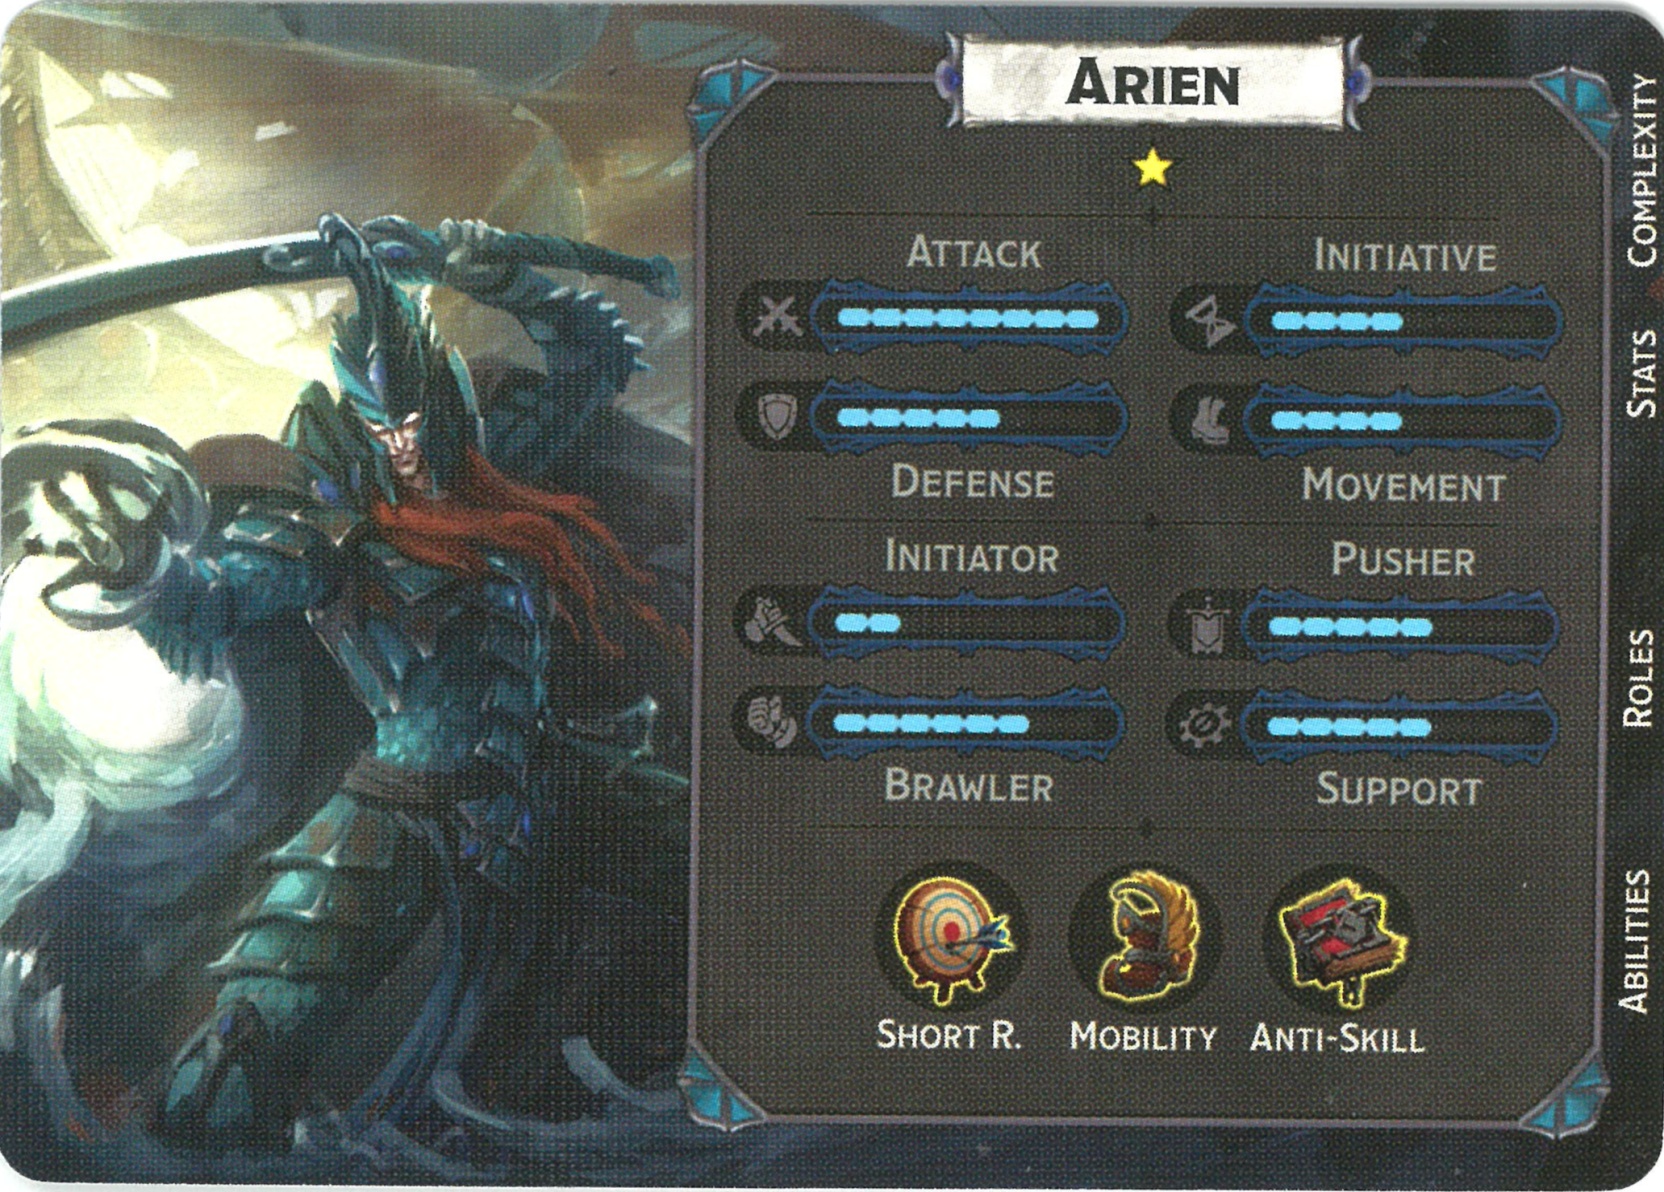 ARIEN
COMPLEXITY
ATTACK
INITIATIVE
DEFENSE
MOVEMENT
STATS
INITIATOR
PUSHER
BRAWLER
SUPPORT
ROLES
SHORT R.
MOBILITY
ANTI-SKILL
ABILITIES